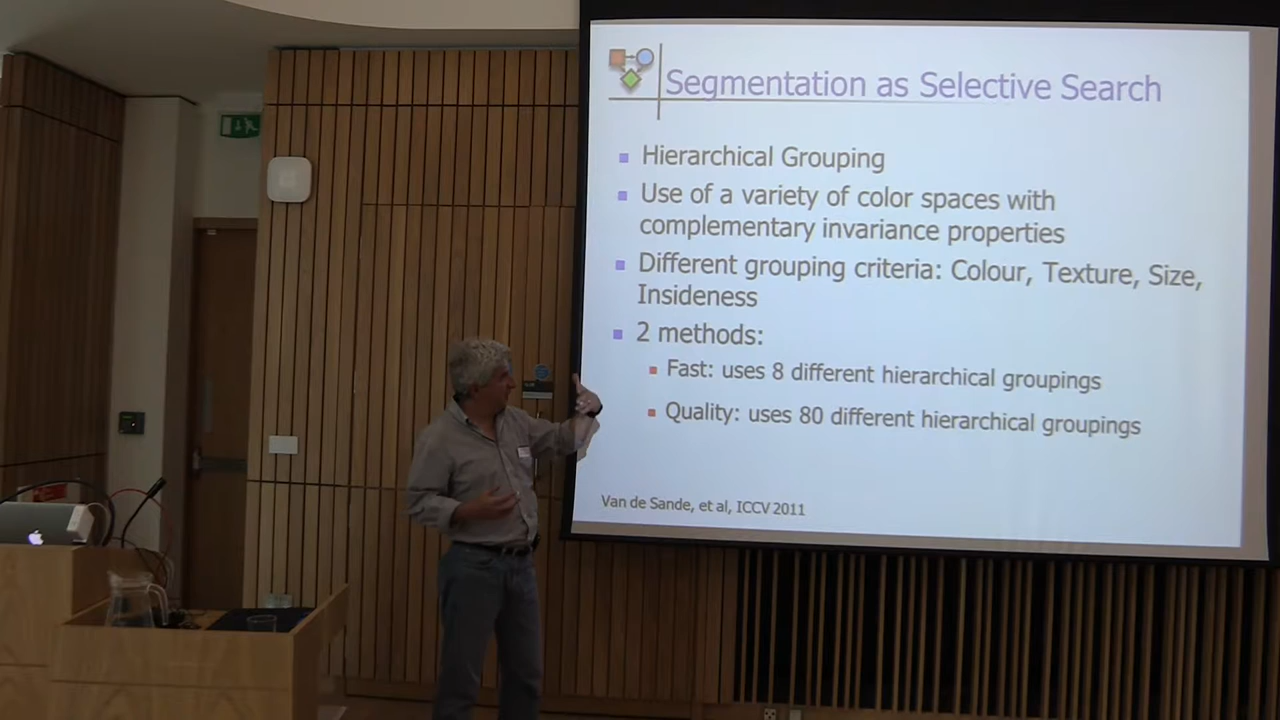 Segmentation as Selective Search
Hierarchical Grouping
Use of a variety of color spaces with
complementary invariance properties
Different grouping criteria: Colour, Texture, Size,
Insideness
2 methods:
Fast: uses 8 different hierarchical groupings
Quality: uses 80 different hierarchical groupings
Van de Sande, et al, ICCV 2011